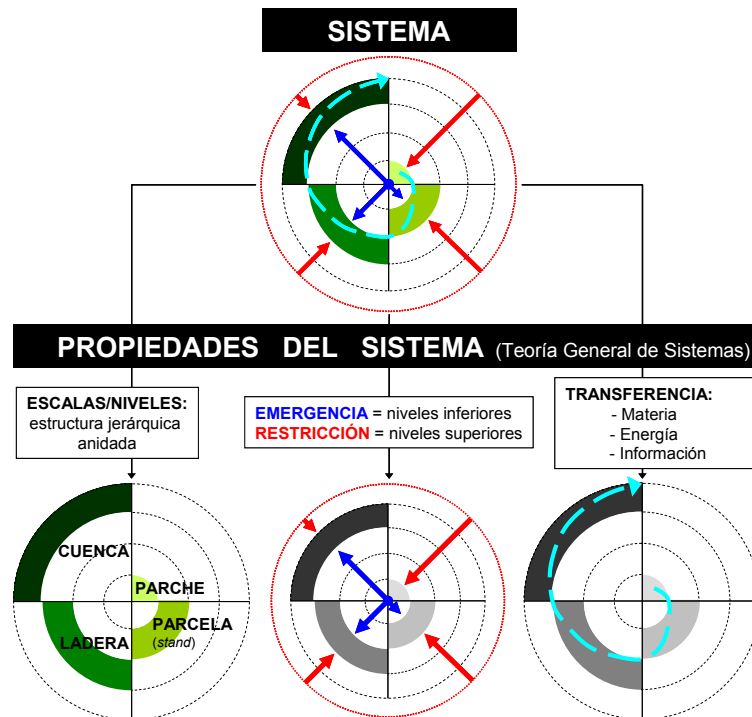 SISTEMA
PROPIEDADES DEL SISTEMA (Teoría General de Sistemas)
ESCALAS/NIVELES:
estructura jerárquica
anidada
EMERGENCIA = niveles inferiores
RESTRICCIÓN = niveles superiores
TRANSFERENCIA:
- Materia
- Energía
- Información
CUENCA
PARCHE
LADERA
PARCELA
(stand)